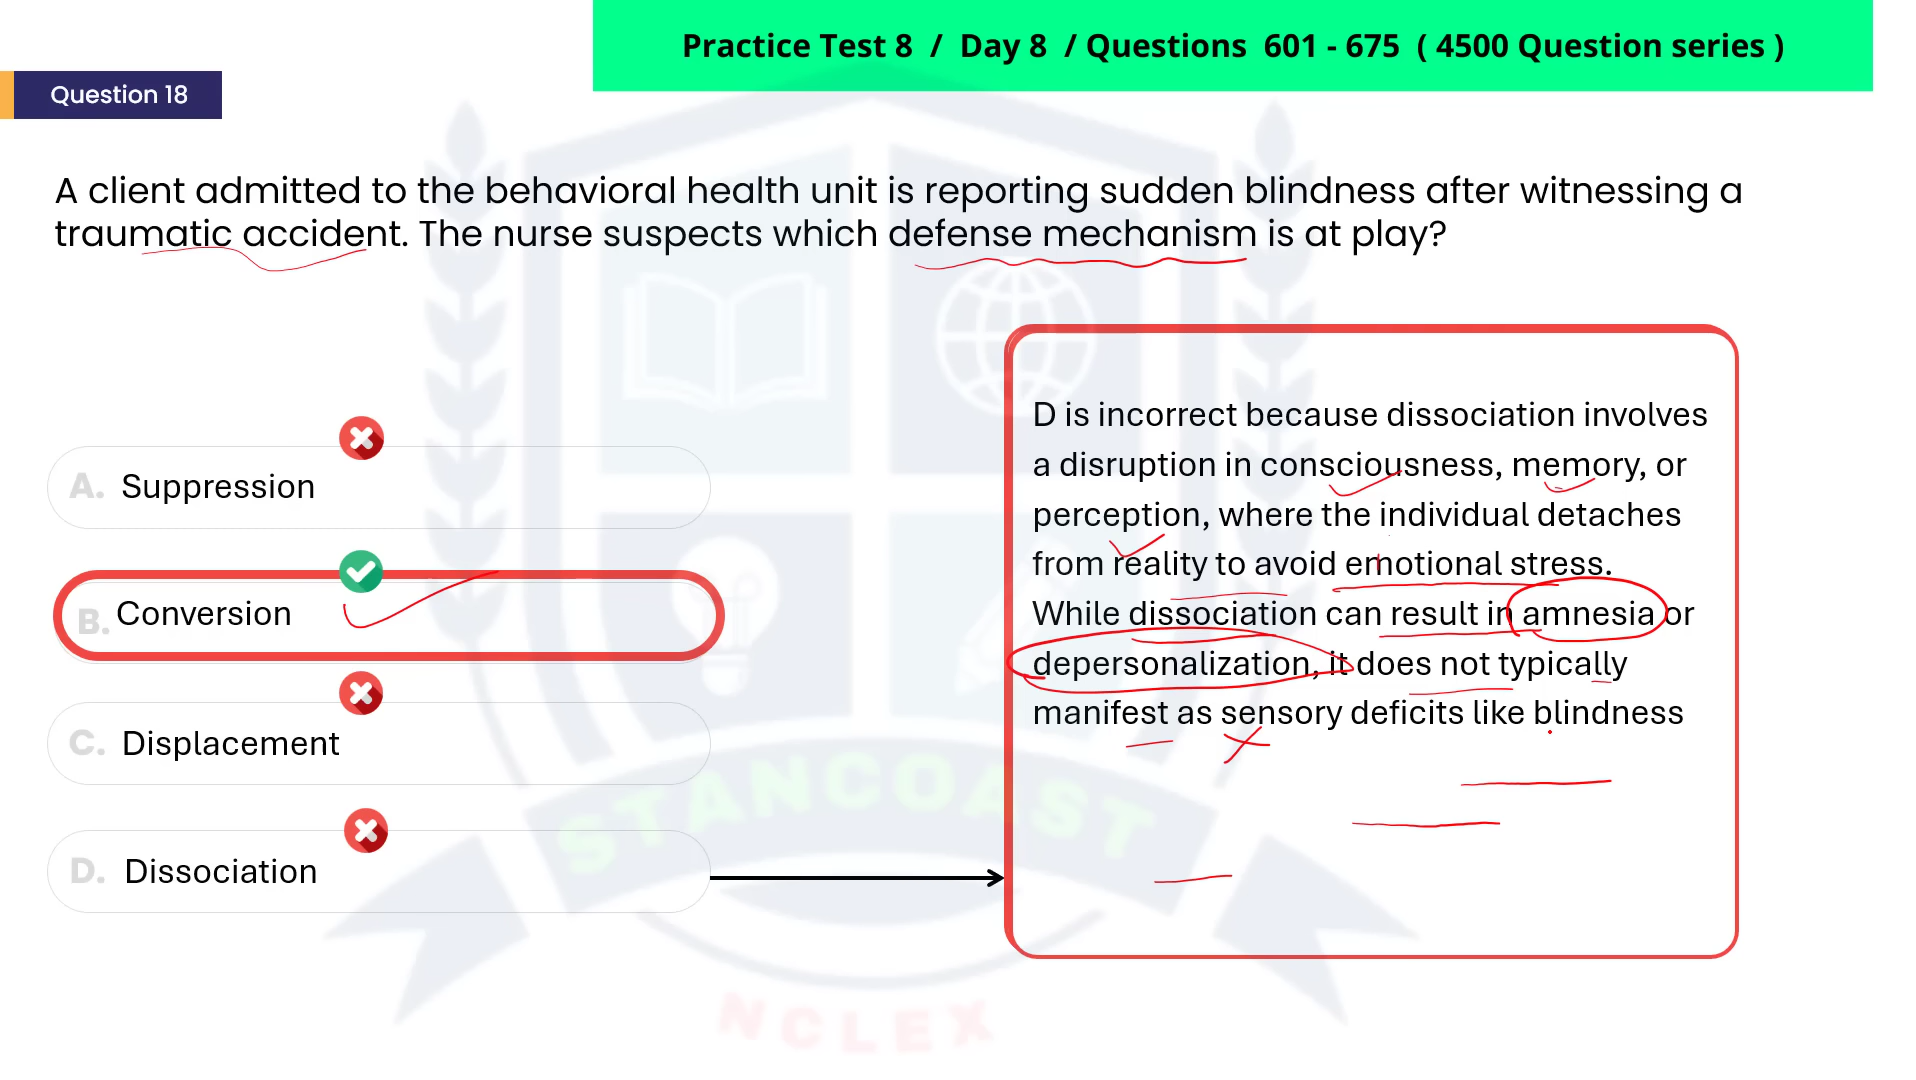 Practice Test 8 / Day 8 / Questions 601 - 675 ( 4500 Question series )
Question 18
A client admitted to the behavioral health unit is reporting sudden blindness after witnessing a
traumatic accident. The nurse suspects which defense mechanism is at play?
A. Suppression
B. Conversion
C. Displacement
D. Dissociation
D is incorrect because dissociation involves
a disruption in consciousness, memory, or
perception, where the individual detaches
from reality to avoid emotional stress.
While dissociation can result in amnesia or
depersonalization, it does not typically
manifest as sensory deficits like blindness
STANCOAST
NCLEX